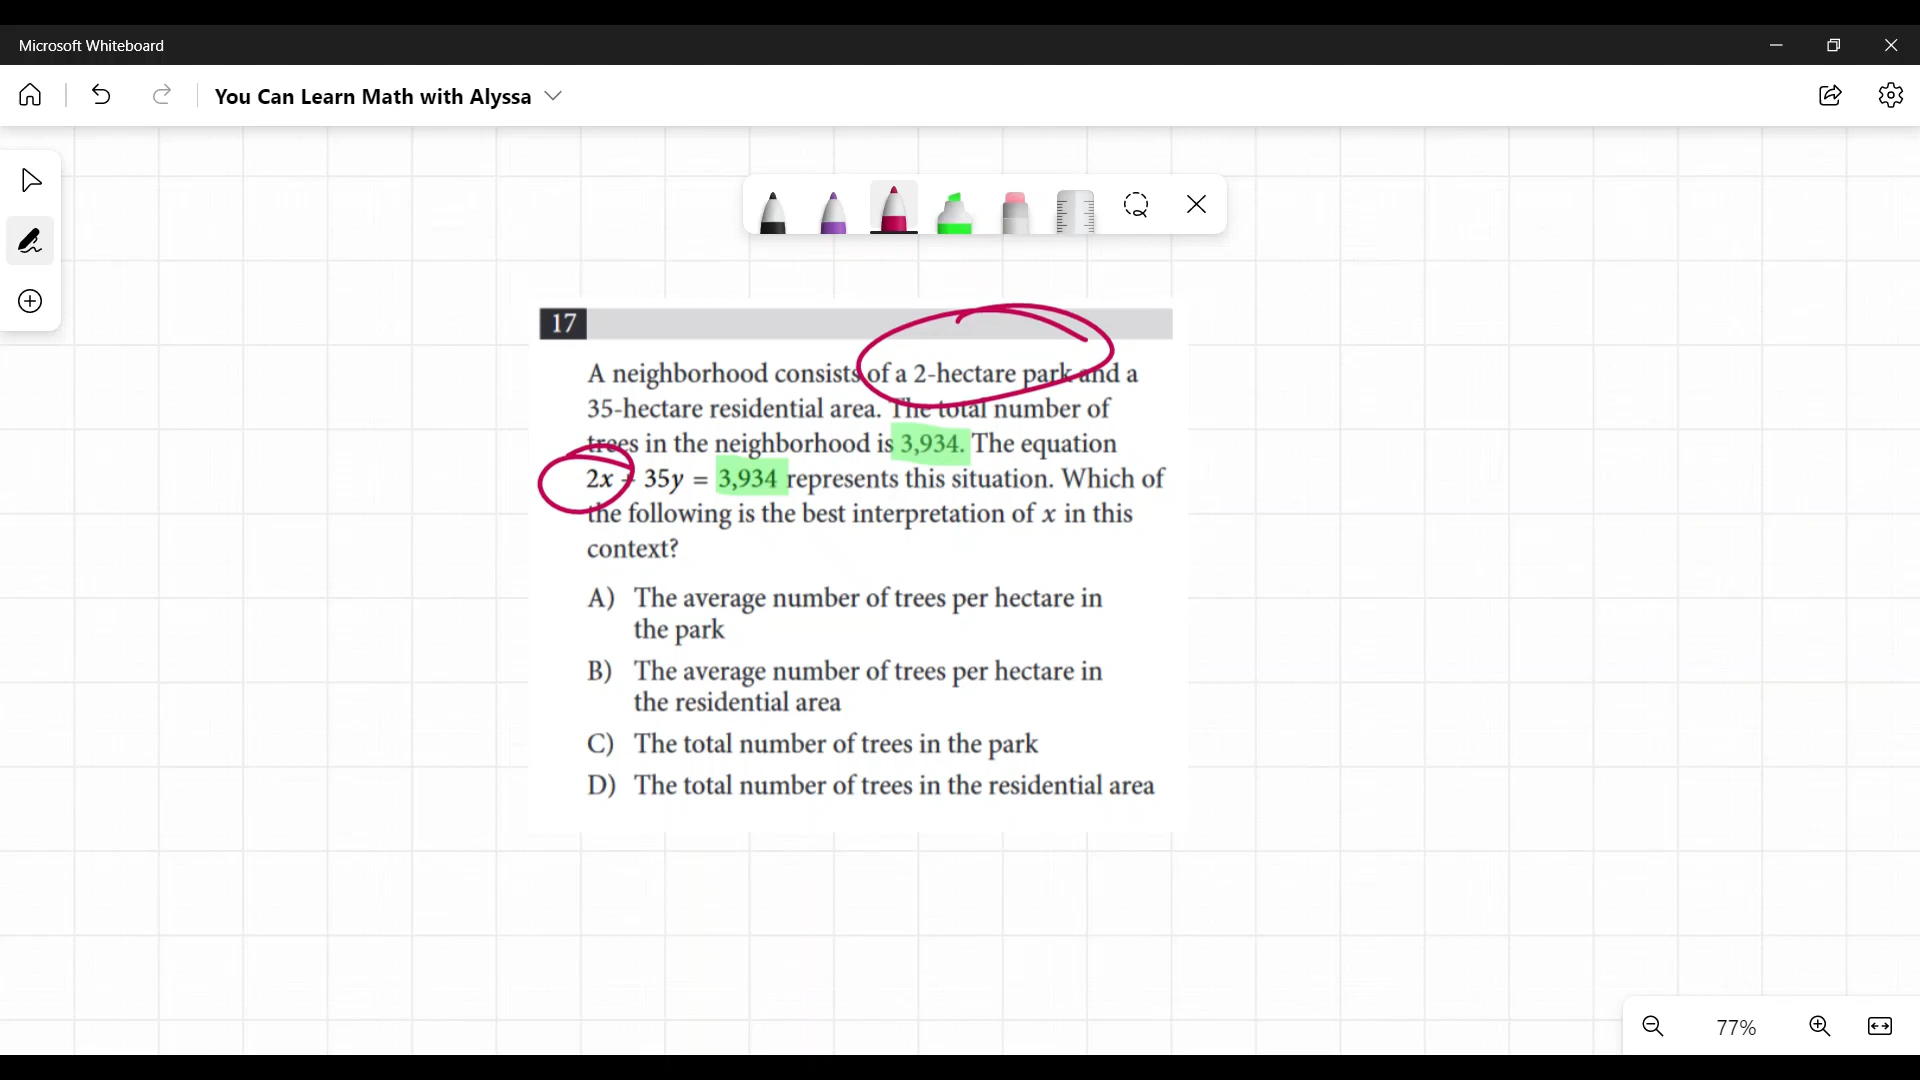 Microsoft Whiteboard
You Can Learn Math with Alyssa
17
A neighborhood consists of a 2-hectare park and a
35-hectare residential area. The total number of
trees in the neighborhood is 3,934. The equation
2x + 35y = 3,934 represents this situation. Which of
the following is the best interpretation of x in this
context?
A) The average number of trees per hectare in
the park
B) The average number of trees per hectare in
the residential area
C) The total number of trees in the park
D) The total number of trees in the residential area
77%